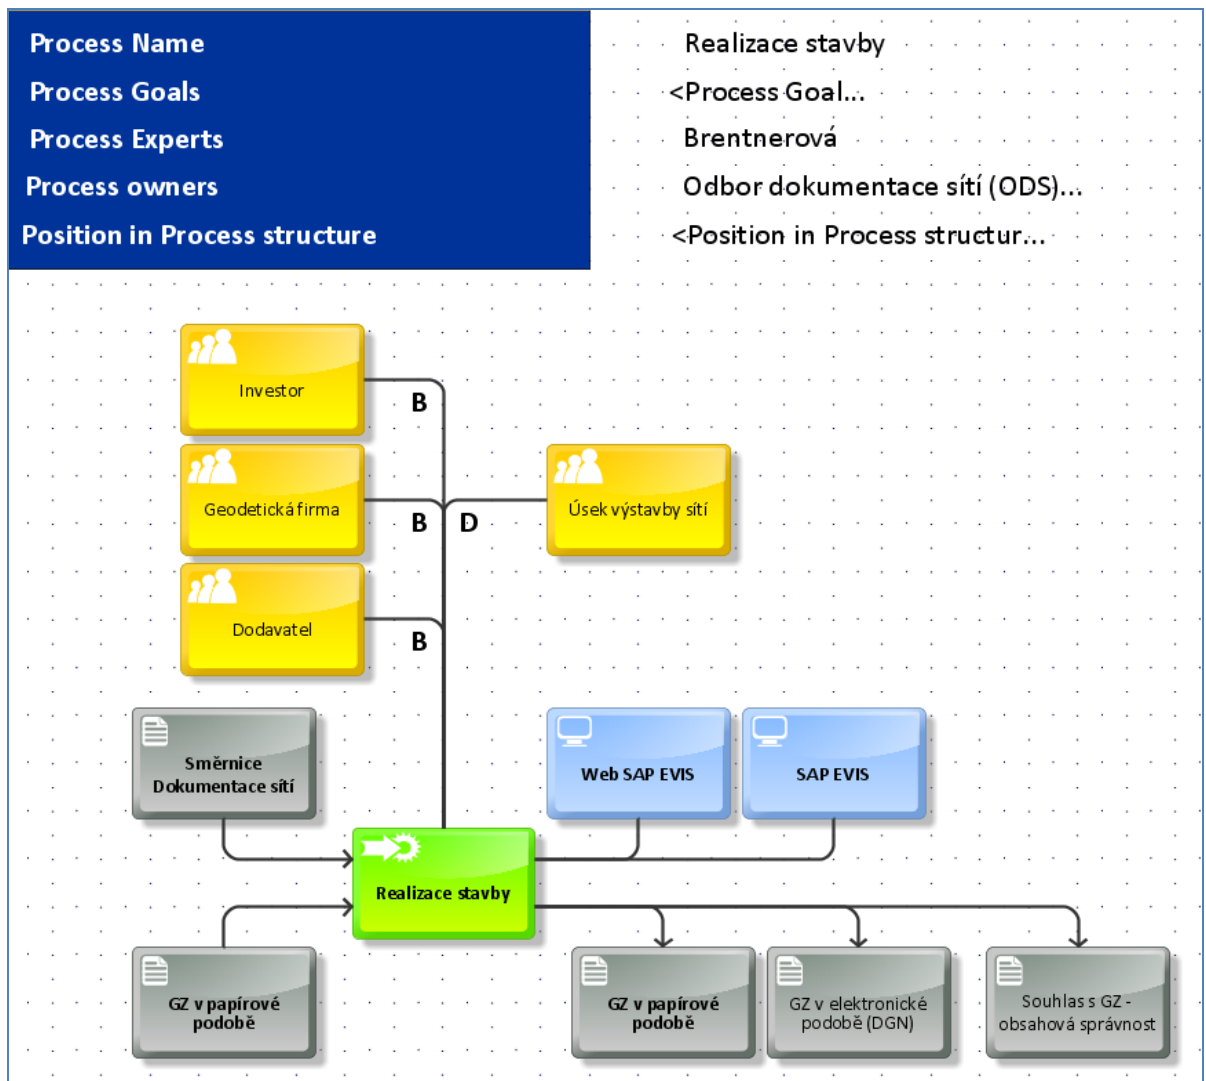 Process Name
Realizace stavby
Process Goals
<Process Goal...
Process Experts
Brentnerová
Process owners
Odbor dokumentace sítí (ODS)...
Position in Process structure
<Position in Process structur...
Investor
B
Geodetická firma
B
D
Úsek výstavby sítí
Dodavatel
B
Směrnice
Dokumentace sítí
Web SAP EVIS
SAP EVIS
Realizace stavby
GZ v papírové
podobě
GZ v papírové
podobě
GZ v elektronické
podobě (DGN)
Souhlas s GZ -
obsahová správnost